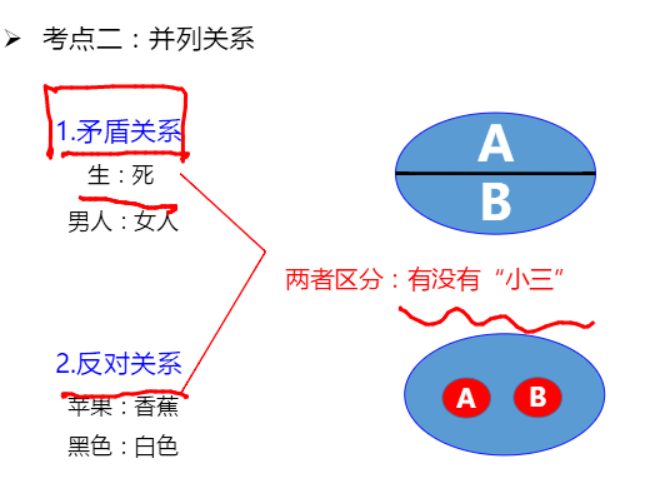 ➢ 考点二：并列关系
1.矛盾关系
生：死
男人：女人
A
B
两者区分：有没有“小三”
2.反对关系
苹果：香蕉
黑色：白色
A B